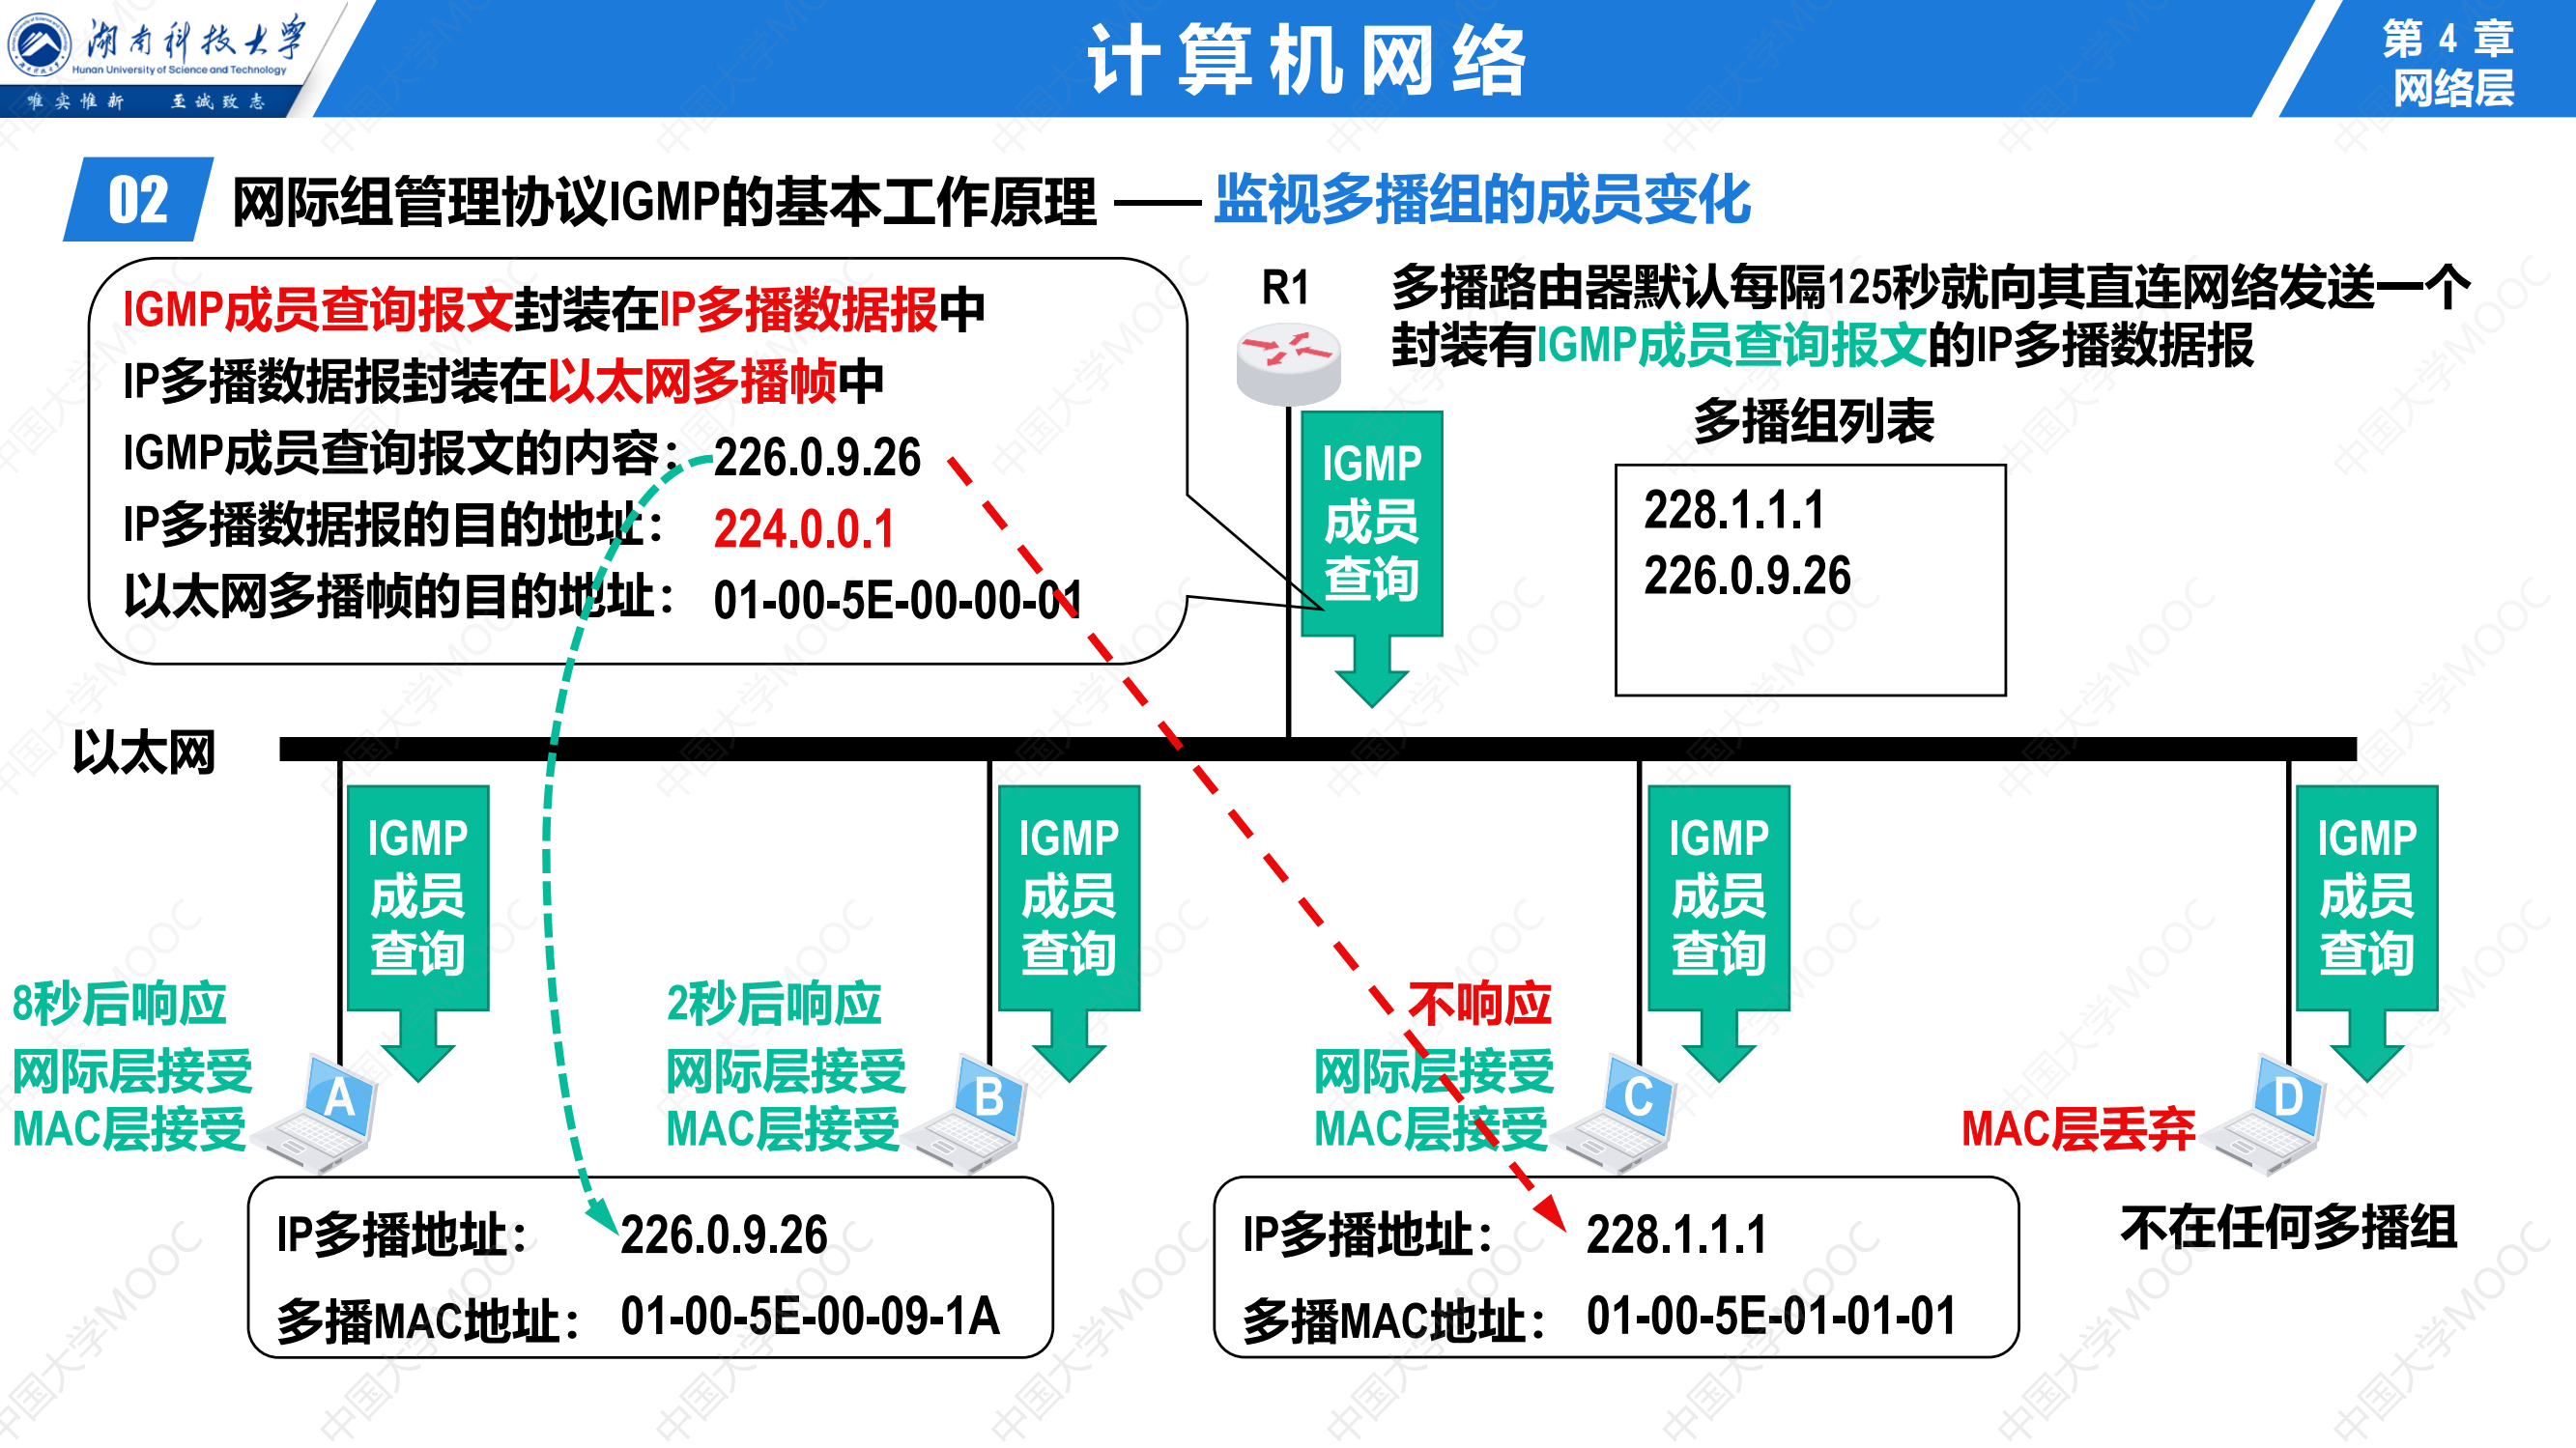 湖南科技大学
Hunan University of Science and Technology
唯实惟新 至诚致志
计算机网络
第 4 章
网络层
02 网际组管理协议IGMP的基本工作原理 —— 监视多播组的成员变化
IGMP成员查询报文封装在IP多播数据报中
IP多播数据报封装在以太网多播帧中
IGMP成员查询报文的内容: 226.0.9.26
IP多播数据报的目的地址: 224.0.0.1
以太网多播帧的目的地址: 01-00-5E-00-00-01
R1
多播路由器默认每隔125秒就向其直连网络发送一个
封装有IGMP成员查询报文的IP多播数据报
IGMP
成员
查询
多播组列表
228.1.1.1
226.0.9.26
以太网
IGMP
成员
查询
IGMP
成员
查询
IGMP
成员
查询
IGMP
成员
查询
8秒后响应
网际层接受
MAC层接受
A
2秒后响应
网际层接受
MAC层接受
B
不响应
网际层接受
MAC层接受
C
MAC层丢弃
D
IP多播地址: 226.0.9.26
多播MAC地址: 01-00-5E-00-09-1A
IP多播地址: 228.1.1.1
多播MAC地址: 01-00-5E-01-01-01
不在任何多播组
中国大学MOOC